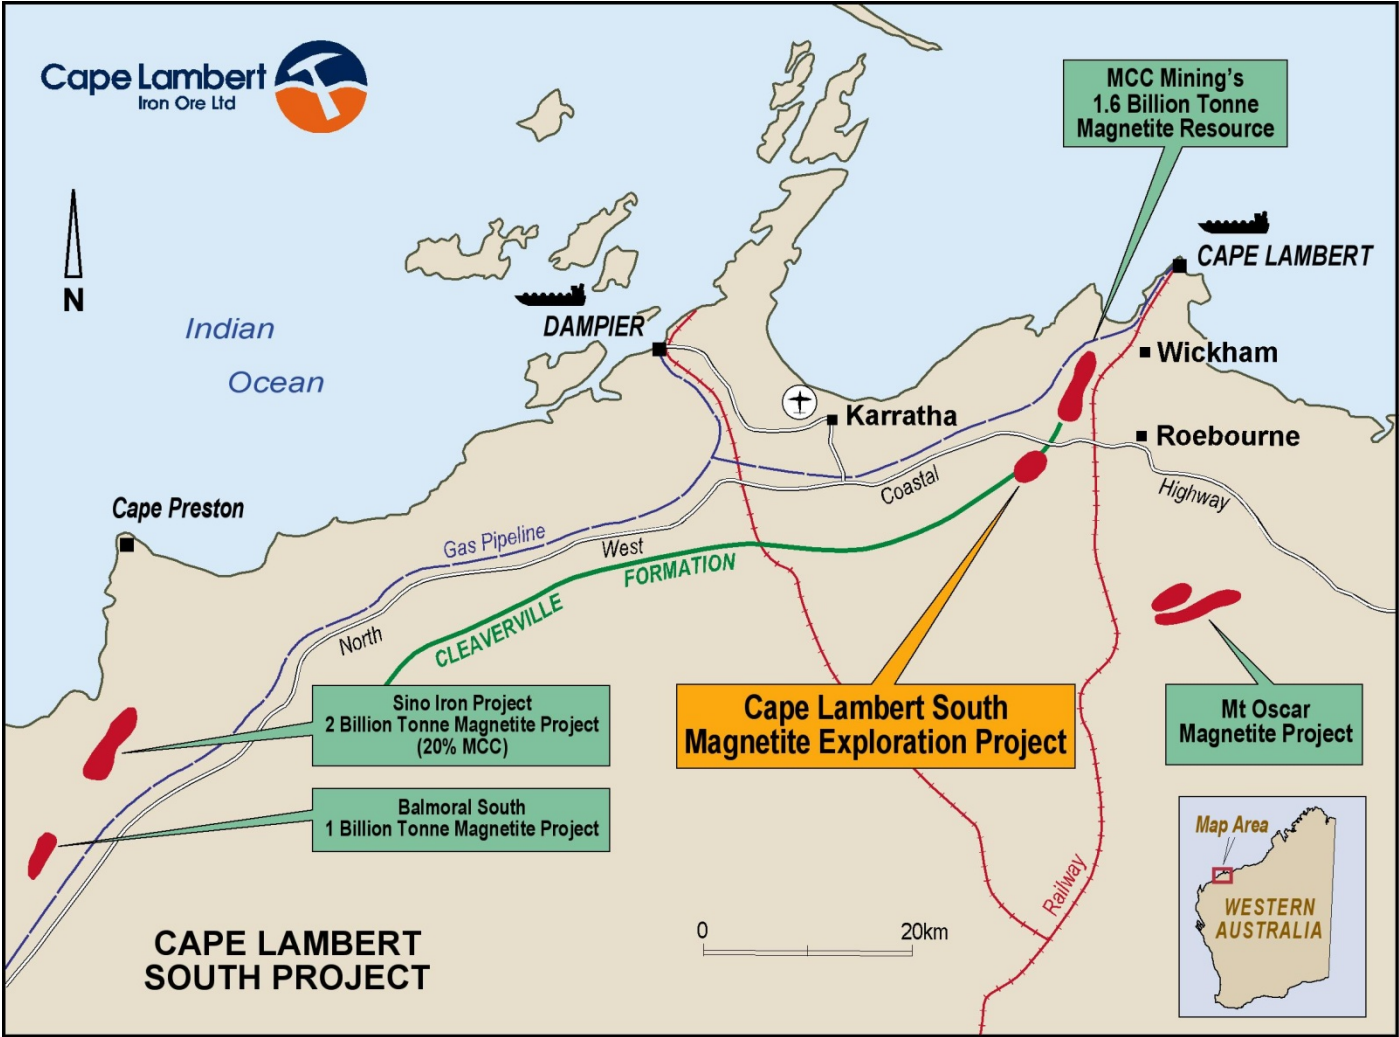 Cape Lambert
Iron Ore Ltd
MCC Mining's
1.6 Billion Tonne
Magnetite Resource
CAPE LAMBERT
N
Indian
Ocean
DAMPIER
Wickham
Karratha
Roebourne
Cape Preston
Coastal
Highway
Gas Pipeline
West
FORMATION
North
CLEAVERVILLE
Sino Iron Project
2 Billion Tonne Magnetite Project
(20% MCC)
Cape Lambert South
Magnetite Exploration Project
Mt Oscar
Magnetite Project
Balmoral South
1 Billion Tonne Magnetite Project
Map Area
WESTERN
AUSTRALIA
Railway
0 20km
CAPE LAMBERT
SOUTH PROJECT